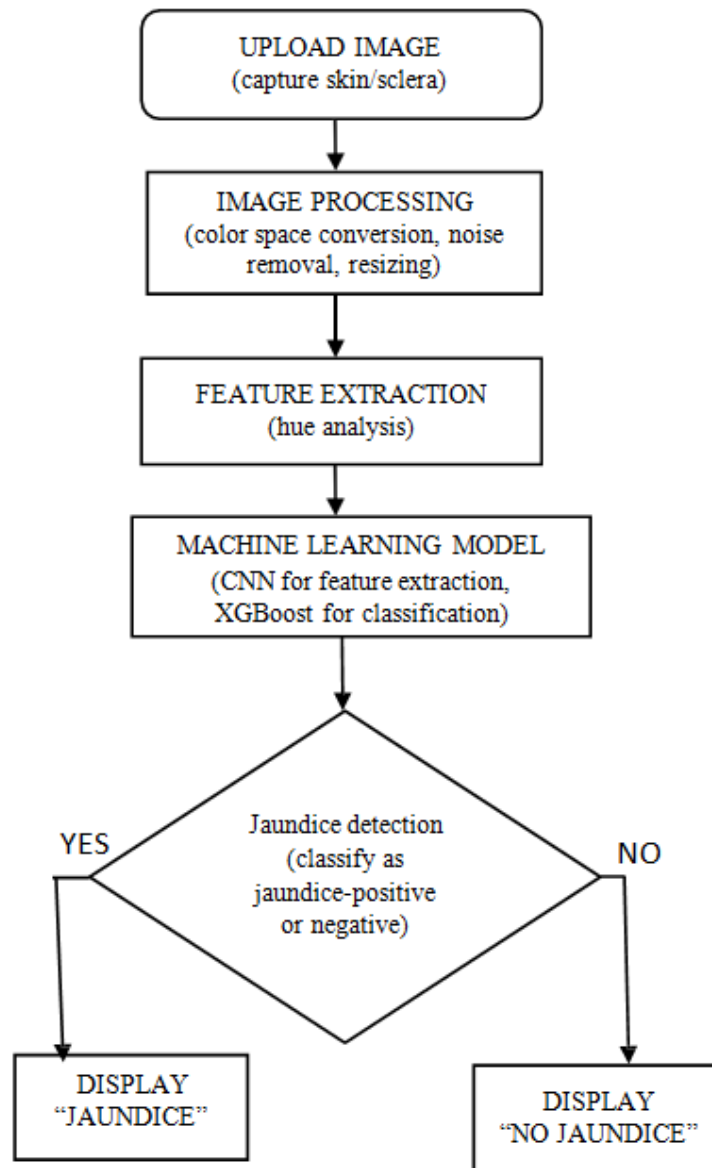 UPLOAD IMAGE
(capture skin/sclera)
IMAGE PROCESSING
(color space conversion, noise
removal, resizing)
FEATURE EXTRACTION
(hue analysis)
MACHINE LEARNING MODEL
(CNN for feature extraction,
XGBoost for classification)
Jaundice detection
(classify as
jaundice-positive
or negative)
YES
NO
DISPLAY
“JAUNDICE”
DISPLAY
“NO JAUNDICE”